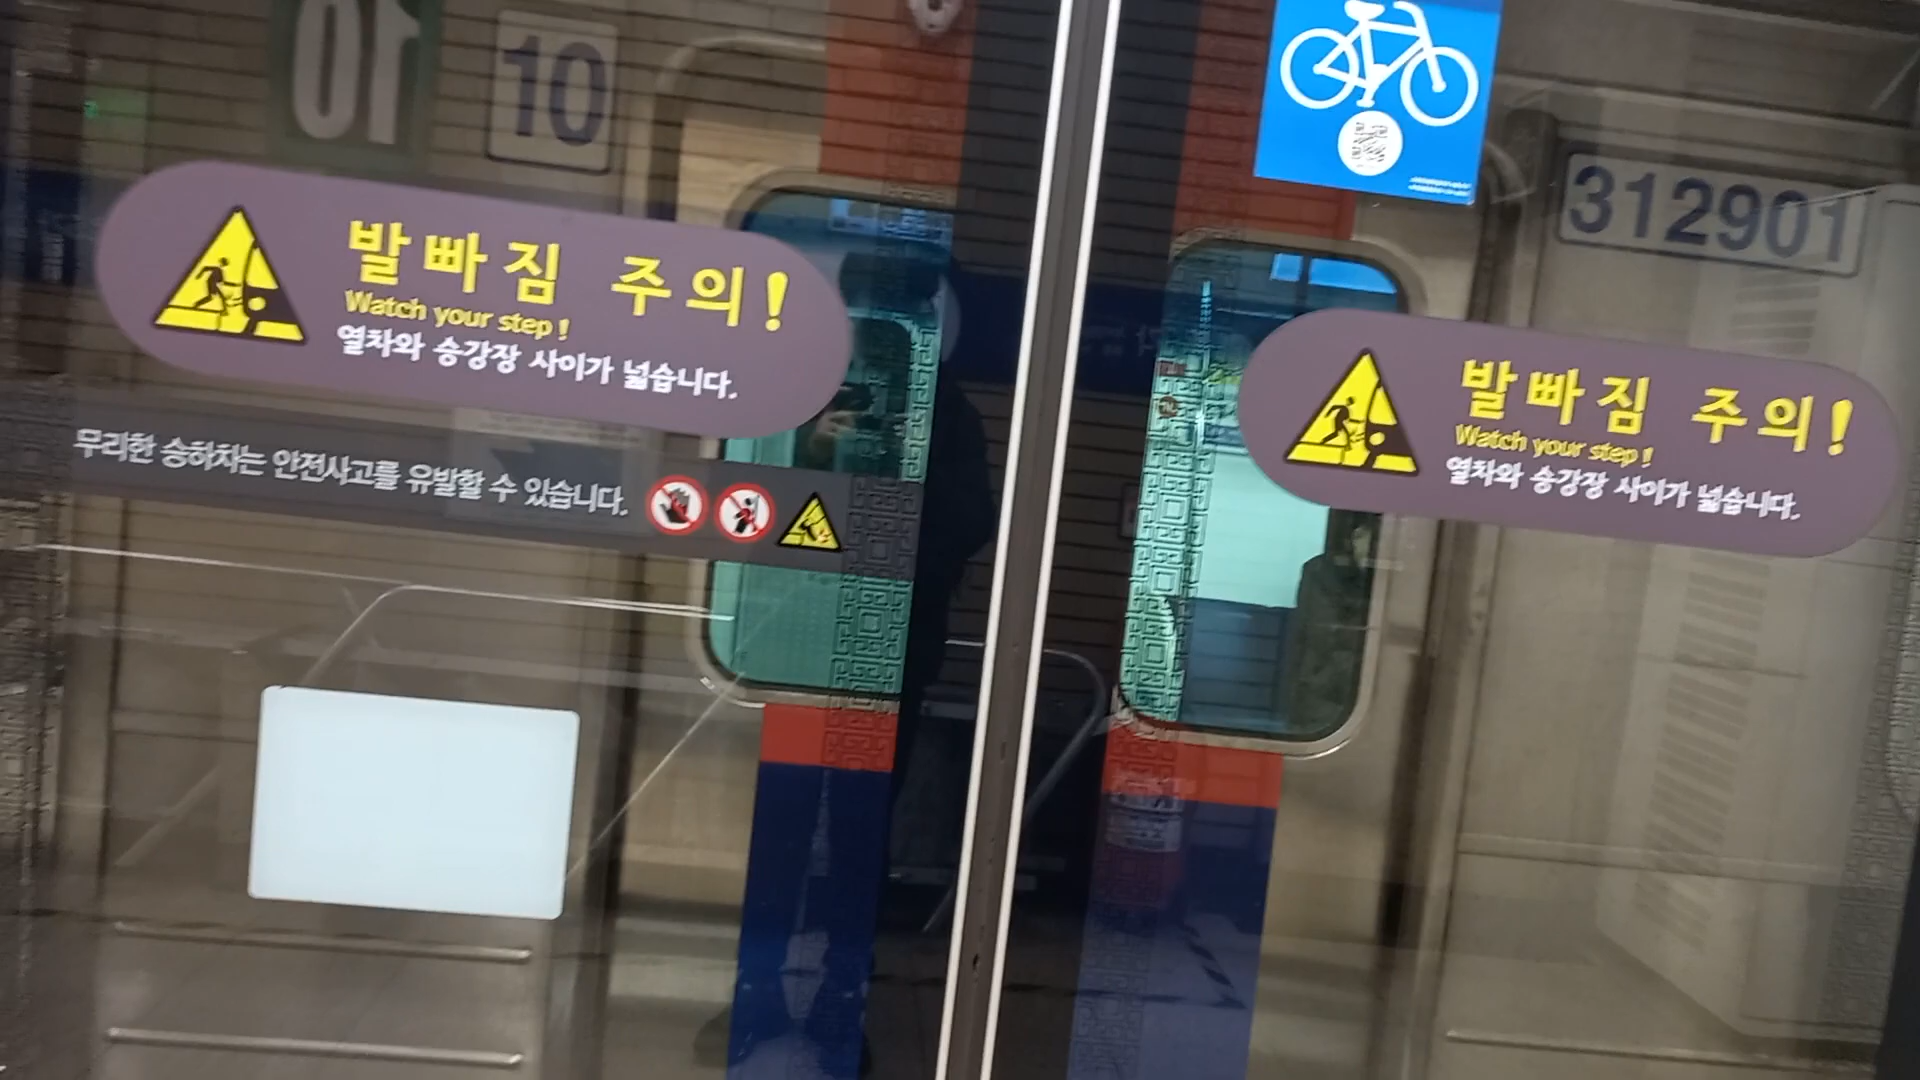 10
10
312901
발빠짐 주의!
Watch your step!
열차와 승강장 사이가 넓습니다.
무리한 승하차는 안전사고를 유발할 수 있습니다.
발빠짐 주의!
Watch your step!
열차와 승강장 사이가 넓습니다.